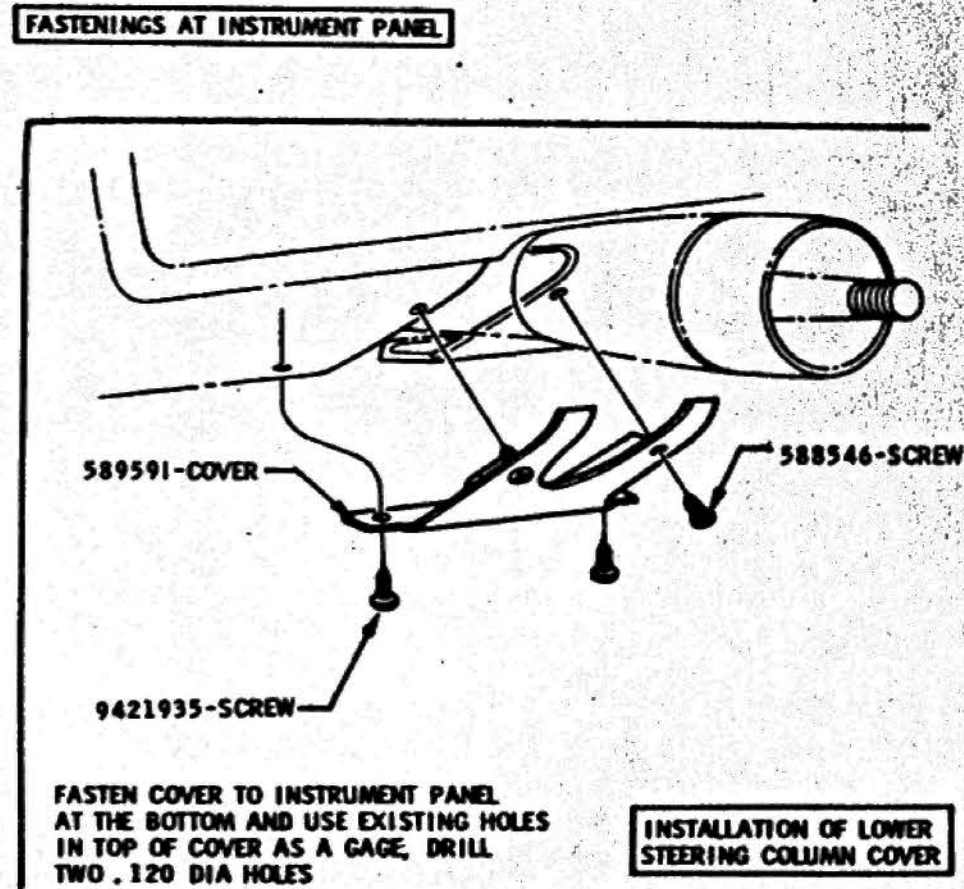 FASTENINGS AT INSTRUMENT PANEL
589591-COVER
588546-SCREW
9421935-SCREW
FASTEN COVER TO INSTRUMENT PANEL
AT THE BOTTOM AND USE EXISTING HOLES
IN TOP OF COVER AS A GAGE, DRILL
TWO .120 DIA HOLES
INSTALLATION OF LOWER
STEERING COLUMN COVER